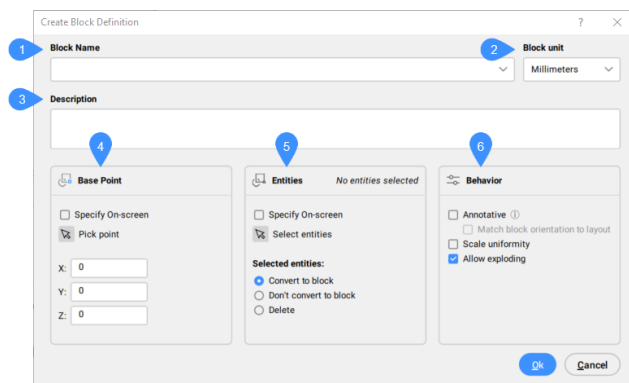 Create Block Definition ?
1 Block Name 2 Block unit
Millimeters
3 Description
4 5 6
Base Point
Specify On-screen
Pick point
X: 0
Y: 0
Z: 0
Entities No entities selected
Specify On-screen
Select entities
Selected entities:
Convert to block
Don't convert to block
Delete
Behavior
Annotative
Match block orientation to layout
Scale uniformity
Allow exploding
Ok Cancel